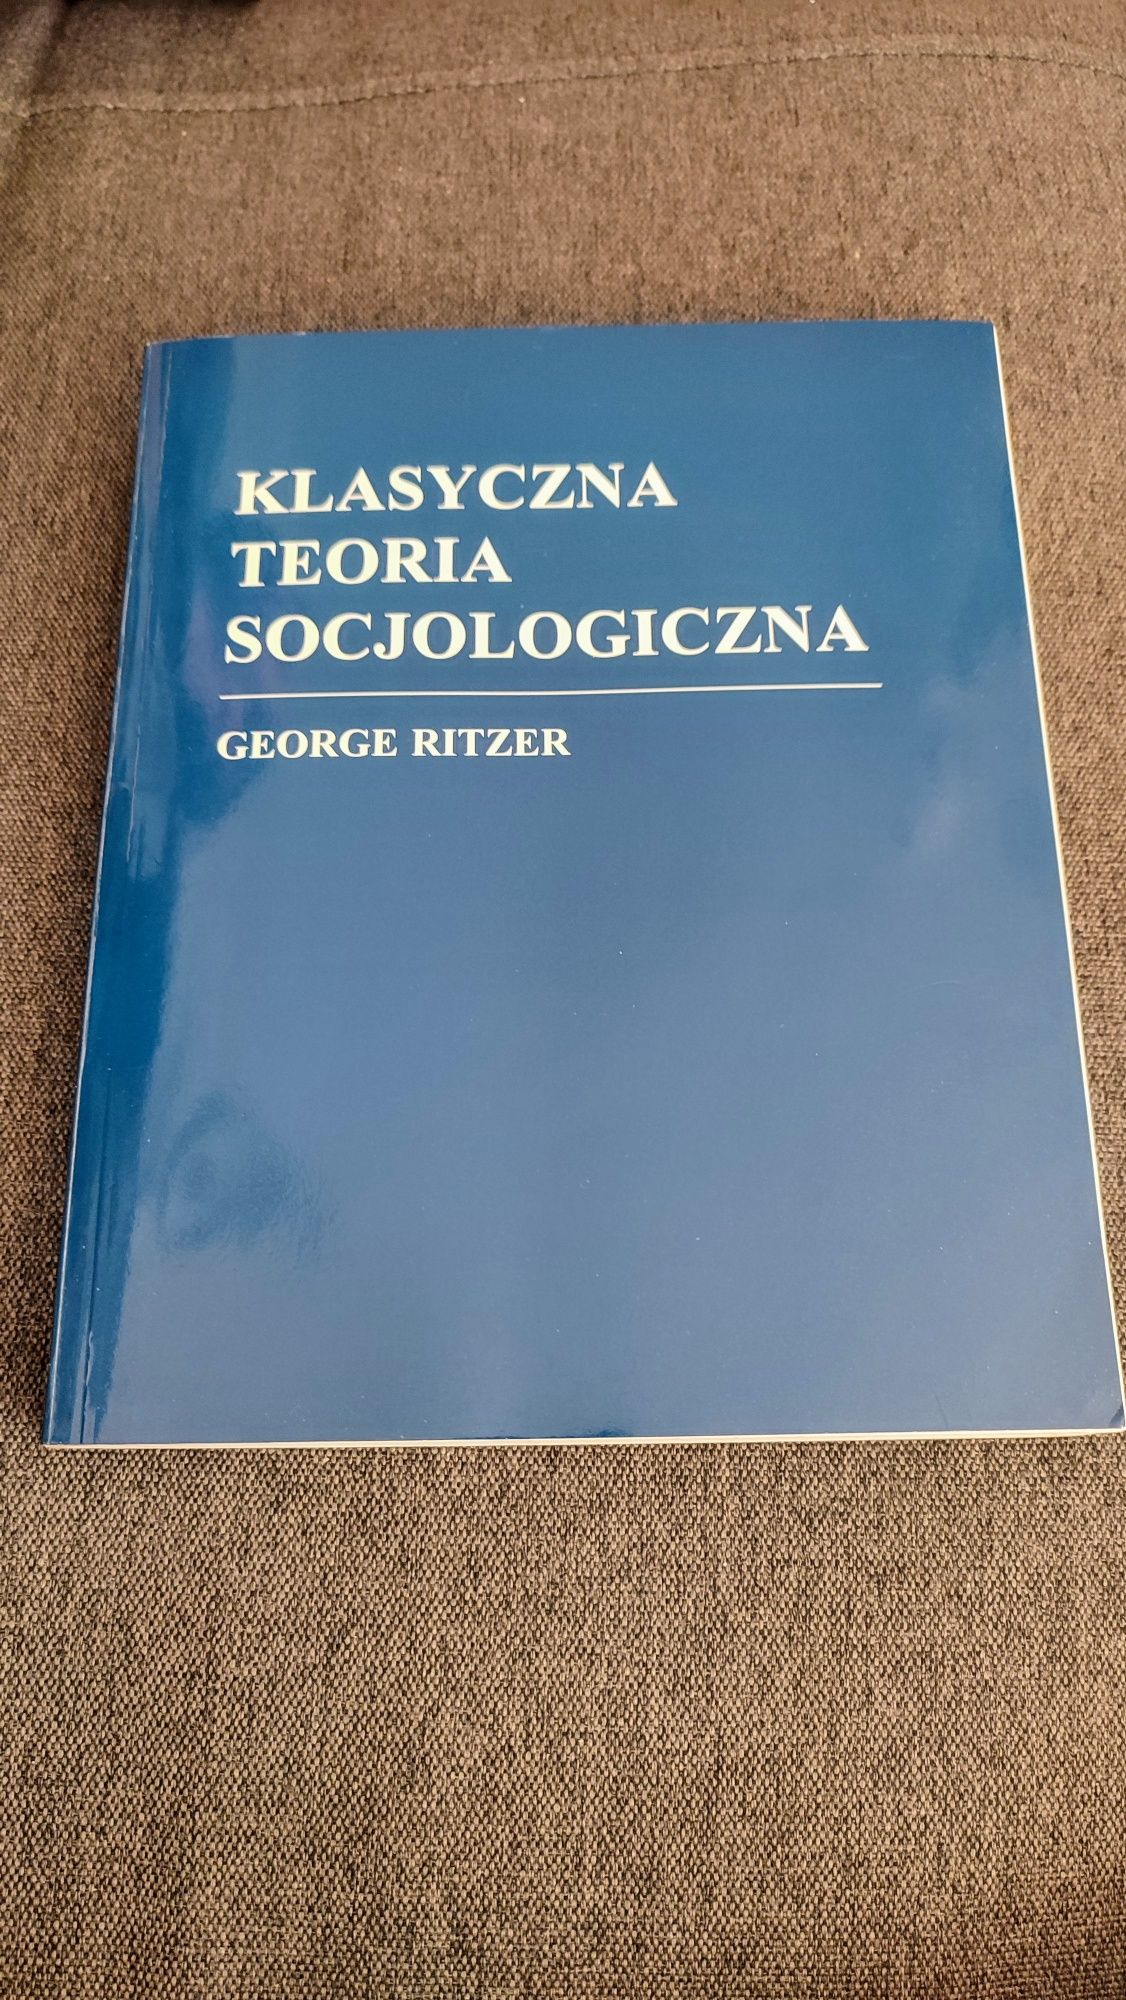 KLASYCZNA
TEORIA
SOCJOLOGICZNA
GEORGE RITZER